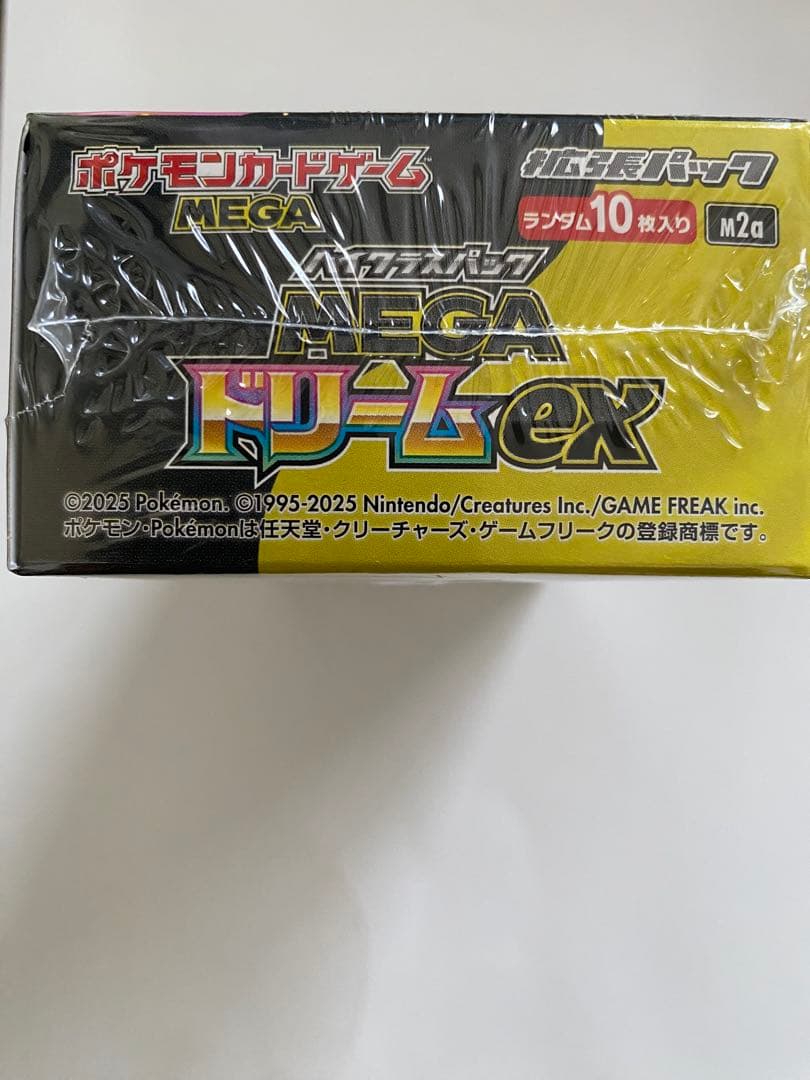 ポケモンカードゲーム™
MEGA
拡張パック
ランダム10枚入り
M2a
ハイクラスパック
MEGA
ドリームex
©2025 Pokémon. ©1995-2025 Nintendo/Creatures Inc./GAME FREAK inc.
ポケモン・Pokémonは任天堂・クリーチャーズ・ゲームフリークの登録商標です。